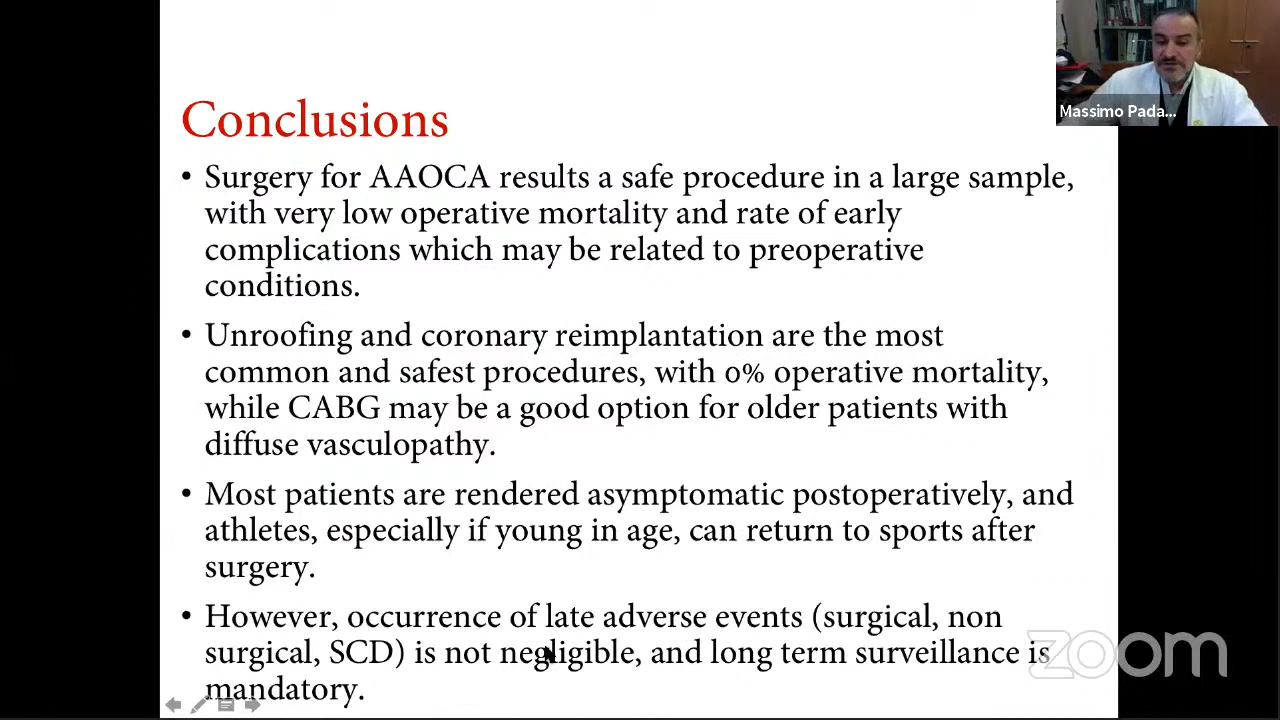 Conclusions
• Surgery for AAOCA results a safe procedure in a large sample,
with very low operative mortality and rate of early
complications which may be related to preoperative
conditions.
• Unroofing and coronary reimplantation are the most
common and safest procedures, with 0% operative mortality,
while CABG may be a good option for older patients with
diffuse vasculopathy.
• Most patients are rendered asymptomatic postoperatively, and
athletes, especially if young in age, can return to sports after
surgery.
• However, occurrence of late adverse events (surgical, non
surgical, SCD) is not negligible, and long term surveillance is
mandatory.
Massimo Pada...
zoom